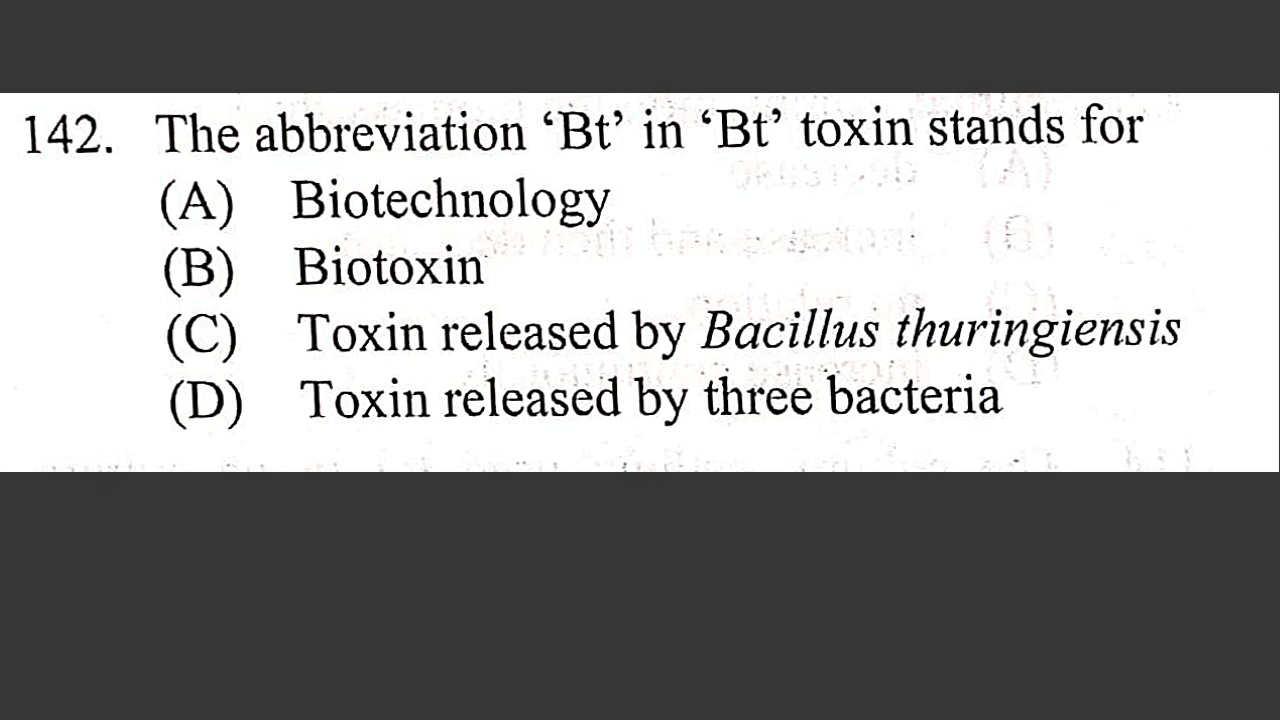 142. The abbreviation ‘Bt’ in ‘Bt’ toxin stands for
(A) Biotechnology
(B) Biotoxin
(C) Toxin released by Bacillus thuringiensis
(D) Toxin released by three bacteria